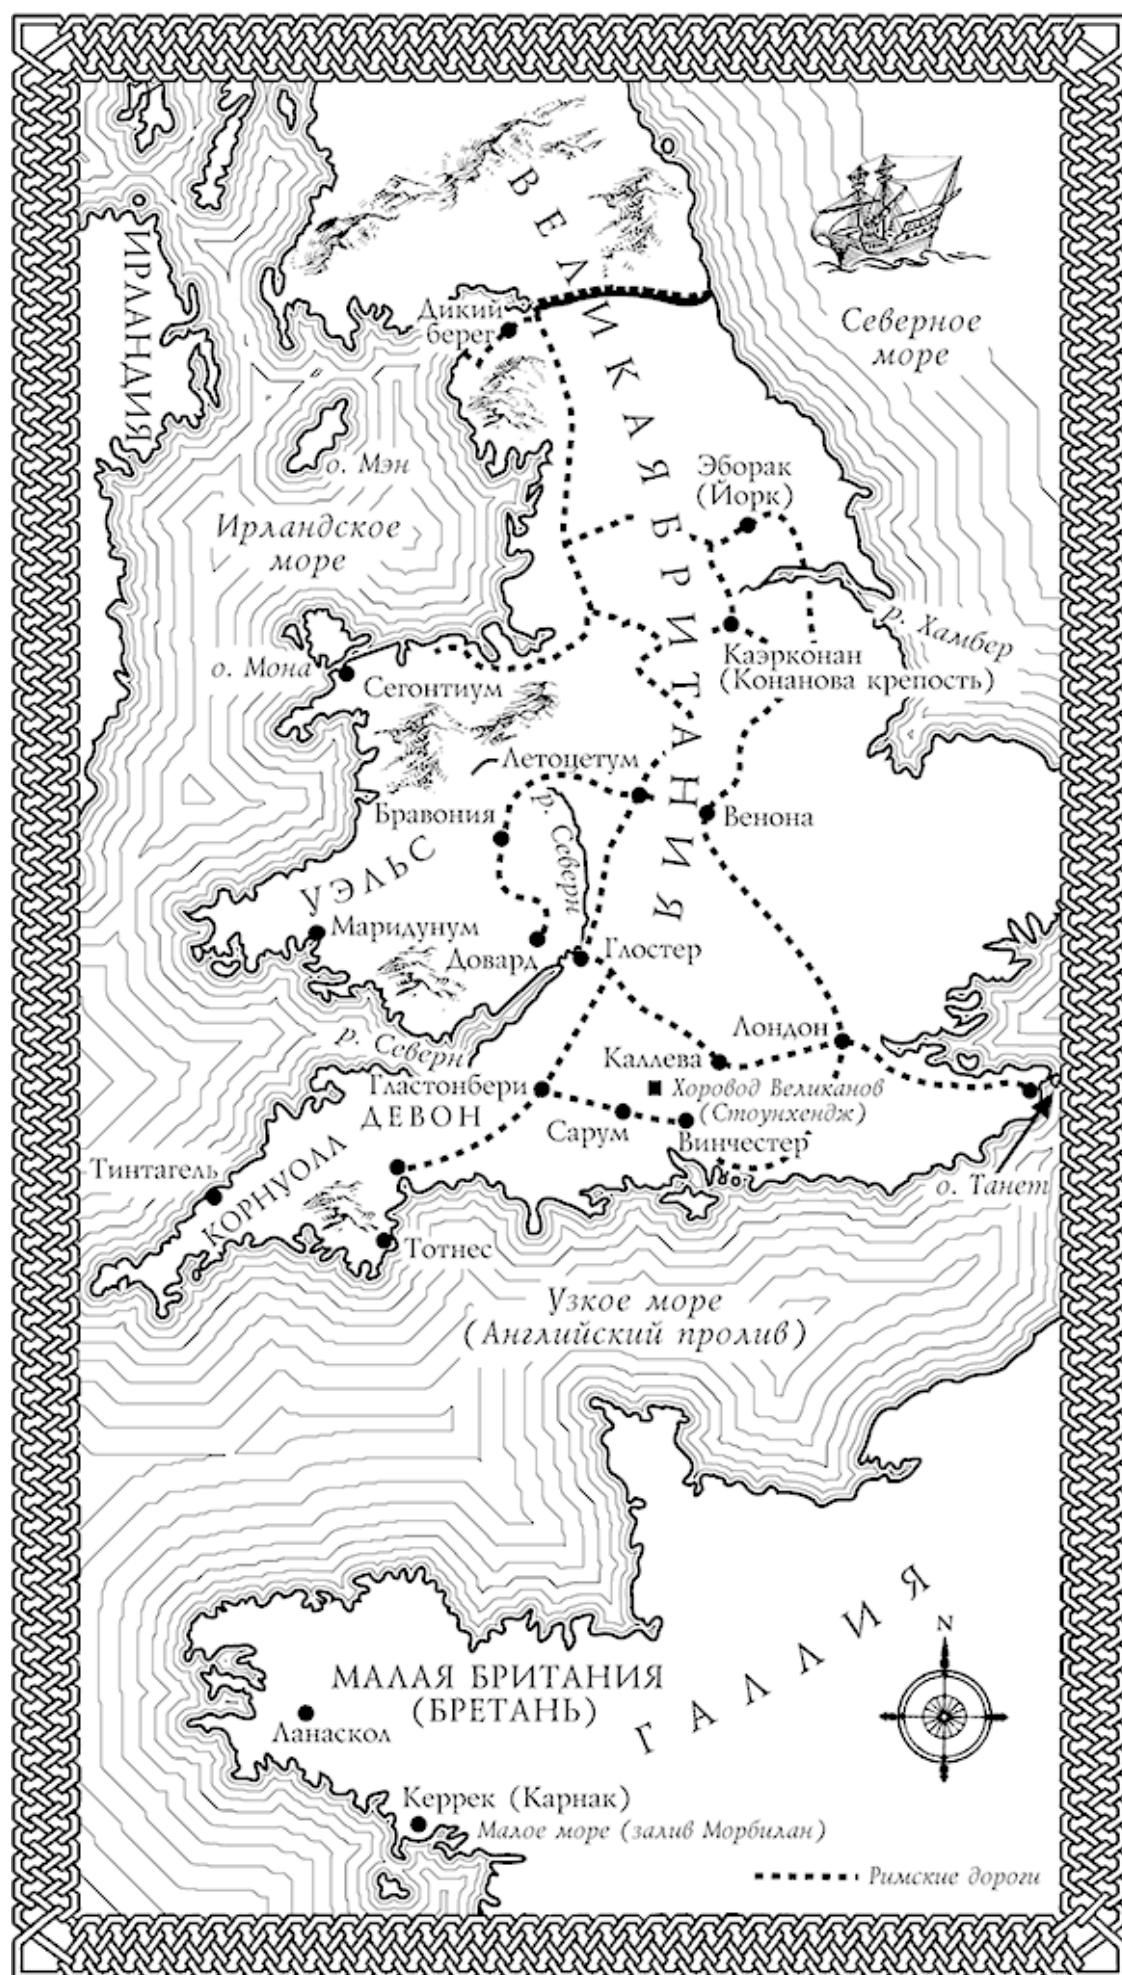 ВЕЛИКАЯ БРИТАНИЯ
ИРЛАНДИЯ
Дикий
берег
Северное
море
о. Мэн
Эборак
(Йорк)
Ирландское
море
р. Хамбер
о. Мона
Сегонтиум
Каэрконан
(Конанова крепость)
Летоцетум
Бравония
р. Северн
Венона
УЭЛЬС
Маридунум
Довард
Глостер
р. Северн
Лондон
Каллева
Гластонбери
Хоровод Великанов
(Стоунхендж)
ДЕВОН
Сарум
Винчестер
Тинтагель
о. Танет
КОРНУОЛЛ
Тотнес
Узкое море
(Английский пролив)
ГАЛЛИЯ
N
МАЛАЯ БРИТАНИЯ
(БРЕТАНЬ)
Ланаскол
Керрек (Карнак)
Малое море (залив Морбилан)
Римские дороги